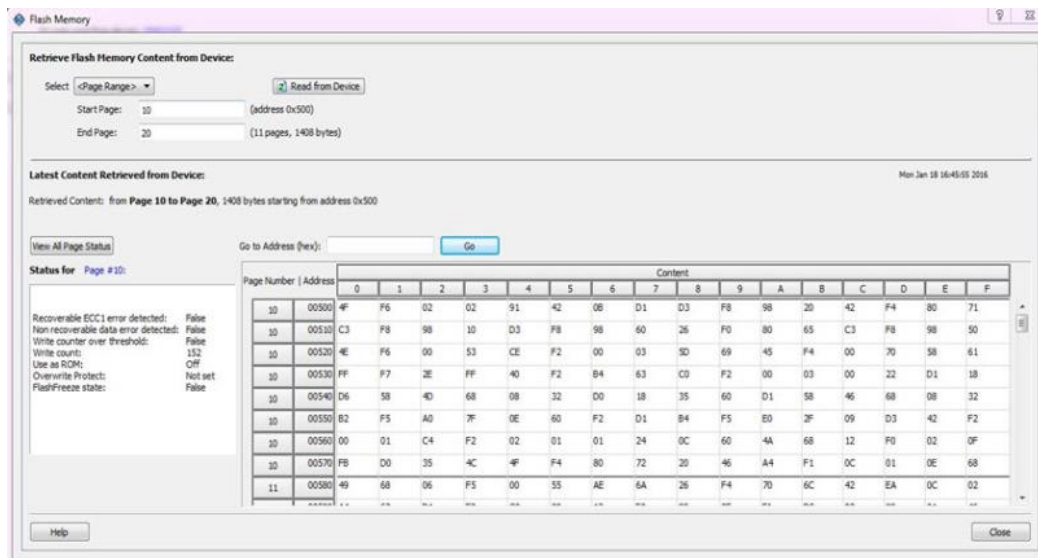 Flash Memory
Retrieve Flash Memory Content from Device:
Select <Page Range> Read from Device
Start Page: 10 (address 0x500)
End Page: 20 (11 pages, 1408 bytes)
Latest Content Retrieved from Device: Mon Jan 18 16:45:55 2016
Retrieved Content: from Page 10 to Page 20, 1408 bytes starting from address 0x500
View All Page Status Go to Address (hex): Go
Status for Page #10:
Recoverable ECC1 error detected: False
Non recoverable data error detected: False
Write counter over threshold: False
Write count: 152
Use as ROM: Off
Overwrite Protect: Not set
FlashFreeze state: False
Page Number | Address Content
0 1 2 3 4 5 6 7 8 9 A B C D E F
10 00500 4F F6 02 02 91 42 0B D1 D3 F8 98 20 42 F4 80 71
10 00510 C3 F8 98 10 D3 F8 98 60 26 F0 80 65 C3 F8 98 50
10 00520 4E F6 00 53 CE F2 00 03 5D 69 45 F4 00 70 58 61
10 00530 FF F7 2E FF 40 F2 B4 63 C0 F2 00 03 00 22 D1 18
10 00540 D6 58 4D 68 08 32 D0 18 35 60 D1 58 46 68 08 32
10 00550 B2 F5 A0 7F 0E 60 F2 D1 B4 F5 E0 2F 09 D3 42 F2
10 00560 00 01 C4 F2 02 01 01 24 0C 60 4A 68 12 F0 02 0F
10 00570 FB D0 35 4C 4F F4 80 72 20 46 A4 F1 0C 01 0E 68
11 00580 49 68 06 F5 00 55 AE 6A 26 F4 70 6C 42 EA 0C 02
Help Close